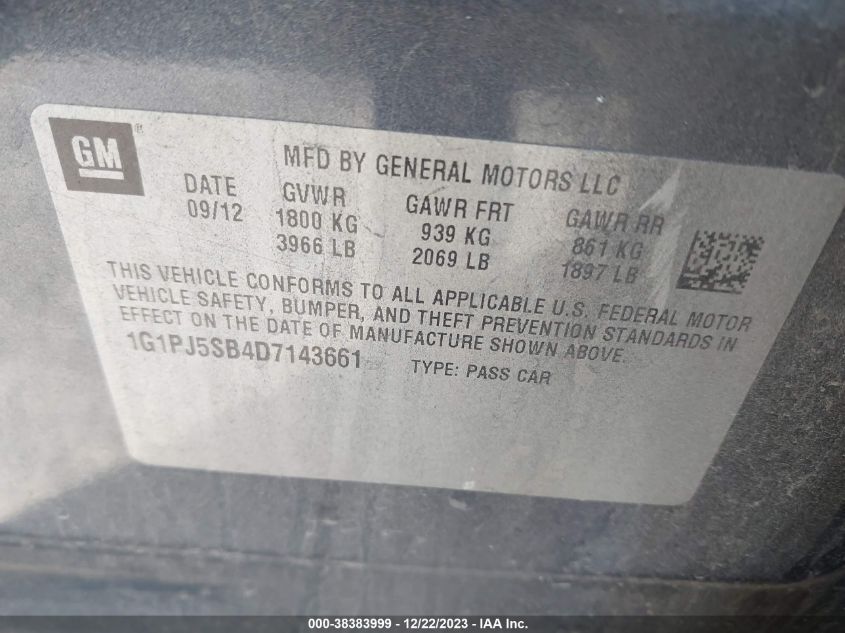 GM®
MFD BY GENERAL MOTORS LLC
DATE GVWR GAWR FRT GAWR RR
09/12 1800 KG 939 KG 861 KG
3966 LB 2069 LB 1897 LB
THIS VEHICLE CONFORMS TO ALL APPLICABLE U.S. FEDERAL MOTOR
VEHICLE SAFETY, BUMPER, AND THEFT PREVENTION STANDARDS IN
EFFECT ON THE DATE OF MANUFACTURE SHOWN ABOVE.
1G1PJ5SB4D7143661 TYPE: PASS CAR
000-38383999 - 12/22/2023 - IAA Inc.